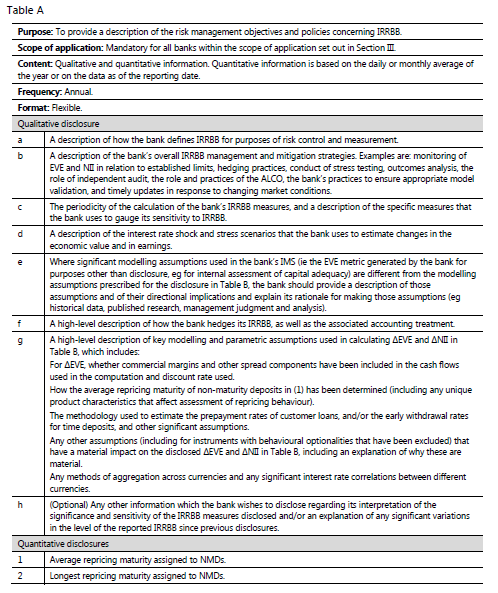 Table A
Purpose: To provide a description of the risk management objectives and policies concerning IRRBB.
Scope of application: Mandatory for all banks within the scope of application set out in Section III.
Content: Qualitative and quantitative information. Quantitative information is based on the daily or monthly average of
the year or on the data as of the reporting date.
Frequency: Annual.
Format: Flexible.
Qualitative disclosure
a A description of how the bank defines IRRBB for purposes of risk control and measurement.
b A description of the bank's overall IRRBB management and mitigation strategies. Examples are: monitoring of
EVE and NII in relation to established limits, hedging practices, conduct of stress testing, outcomes analysis, the
role of independent audit, the role and practices of the ALCO, the bank's practices to ensure appropriate model
validation, and timely updates in response to changing market conditions.
c The periodicity of the calculation of the bank's IRRBB measures, and a description of the specific measures that
the bank uses to gauge its sensitivity to IRRBB.
d A description of the interest rate shock and stress scenarios that the bank uses to estimate changes in the
economic value and in earnings.
e Where significant modelling assumptions used in the bank's IMS (ie the EVE metric generated by the bank for
purposes other than disclosure, eg for internal assessment of capital adequacy) are different from the modelling
assumptions prescribed for the disclosure in Table B, the bank should provide a description of those
assumptions and of their directional implications and explain its rationale for making those assumptions (eg
historical data, published research, management judgment and analysis).
f A high-level description of how the bank hedges its IRRBB, as well as the associated accounting treatment.
g A high-level description of key modelling and parametric assumptions used in calculating ΔEVE and ΔNII in
Table B, which includes:
For ΔEVE, whether commercial margins and other spread components have been included in the cash flows
used in the computation and discount rate used.
How the average repricing maturity of non-maturity deposits in (1) has been determined (including any unique
product characteristics that affect assessment of repricing behaviour).
The methodology used to estimate the prepayment rates of customer loans, and/or the early withdrawal rates
for time deposits, and other significant assumptions.
Any other assumptions (including for instruments with behavioural optionalities that have been excluded) that
have a material impact on the disclosed ΔEVE and ΔNII in Table B, including an explanation of why these are
material.
Any methods of aggregation across currencies and any significant interest rate correlations between different
currencies.
h (Optional) Any other information which the bank wishes to disclose regarding its interpretation of the
significance and sensitivity of the IRRBB measures disclosed and/or an explanation of any significant variations
in the level of the reported IRRBB since previous disclosures.
Quantitative disclosures
1 Average repricing maturity assigned to NMDs.
2 Longest repricing maturity assigned to NMDs.